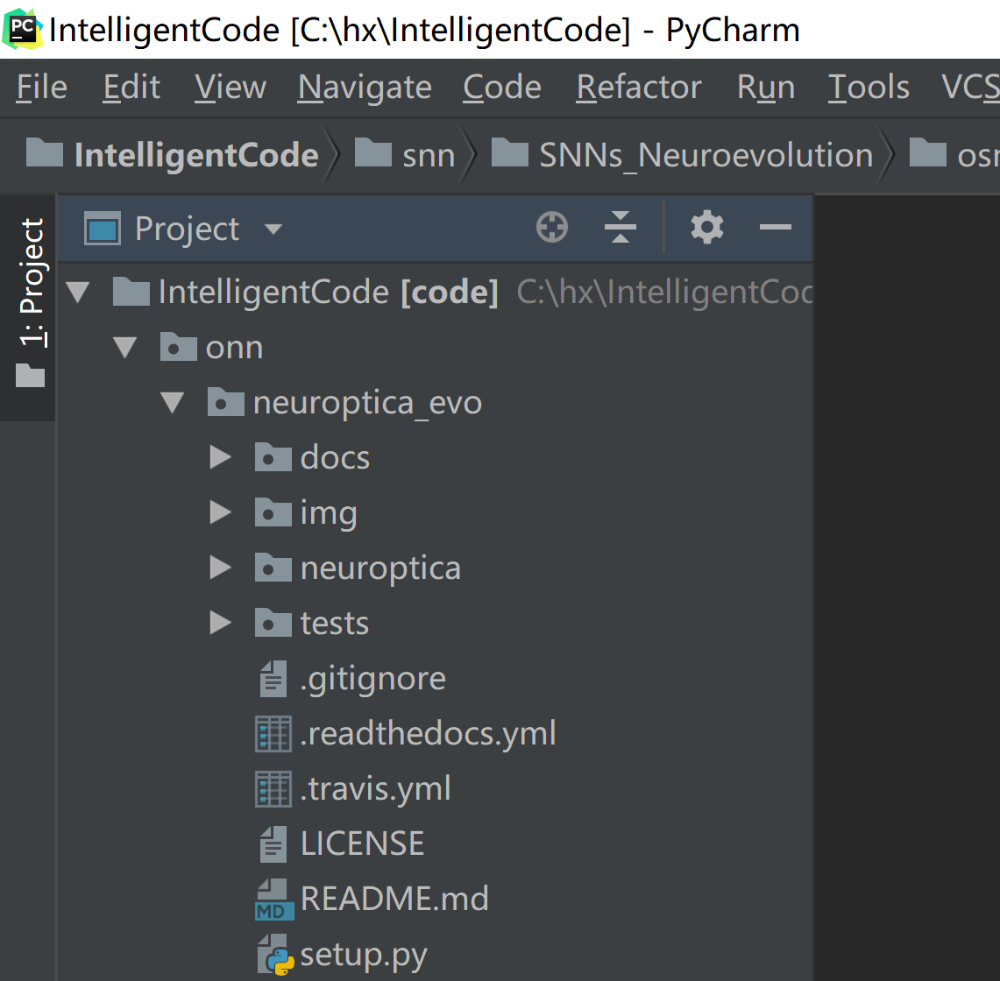 PC IntelligentCode [C:\hx\IntelligentCode] - PyCharm
File Edit View Navigate Code Refactor Run Tools VCS
IntelligentCode snn SNNs_Neuroevolution
1: Project
Project
IntelligentCode [code] C:\hx\IntelligentCod
onn
neuroptica_evo
docs
img
neuroptica
tests
.gitignore
.readthedocs.yml
.travis.yml
LICENSE
MD README.md
setup.py